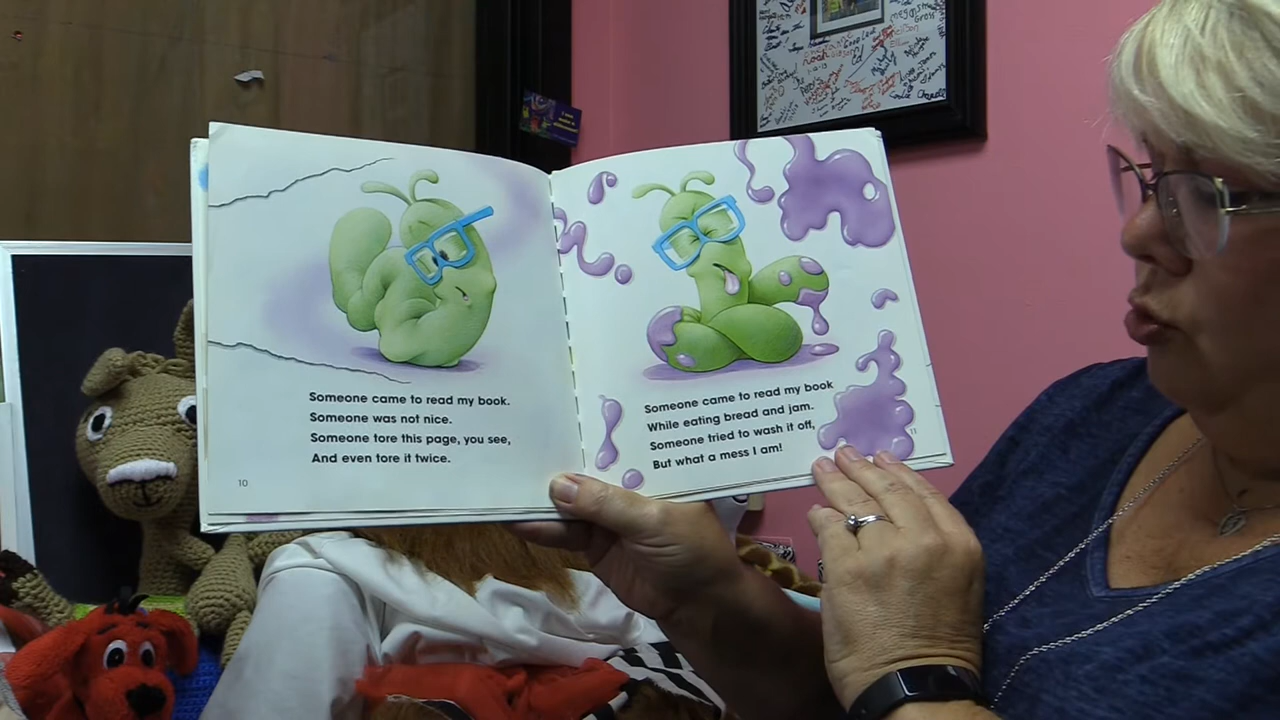 Someone came to read my book.
Someone was not nice.
Someone tore this page, you see,
And even tore it twice.
10
Someone came to read my book
While eating bread and jam.
Someone tried to wash it off,
But what a mess I am!
11